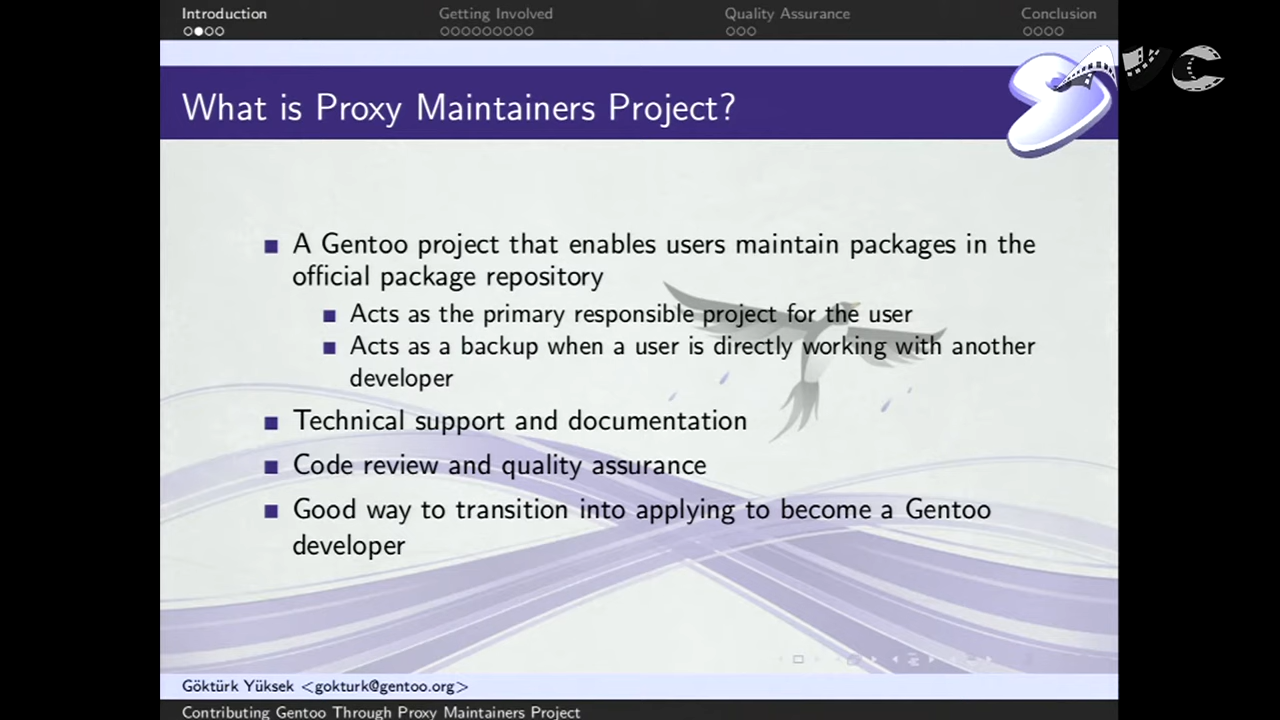 Introduction
Getting Involved
Quality Assurance
Conclusion
What is Proxy Maintainers Project?
A Gentoo project that enables users maintain packages in the
official package repository
Acts as the primary responsible project for the user
Acts as a backup when a user is directly working with another
developer
Technical support and documentation
Code review and quality assurance
Good way to transition into applying to become a Gentoo
developer
Göktürk Yüksek <gokturk@gentoo.org>
Contributing Gentoo Through Proxy Maintainers Project